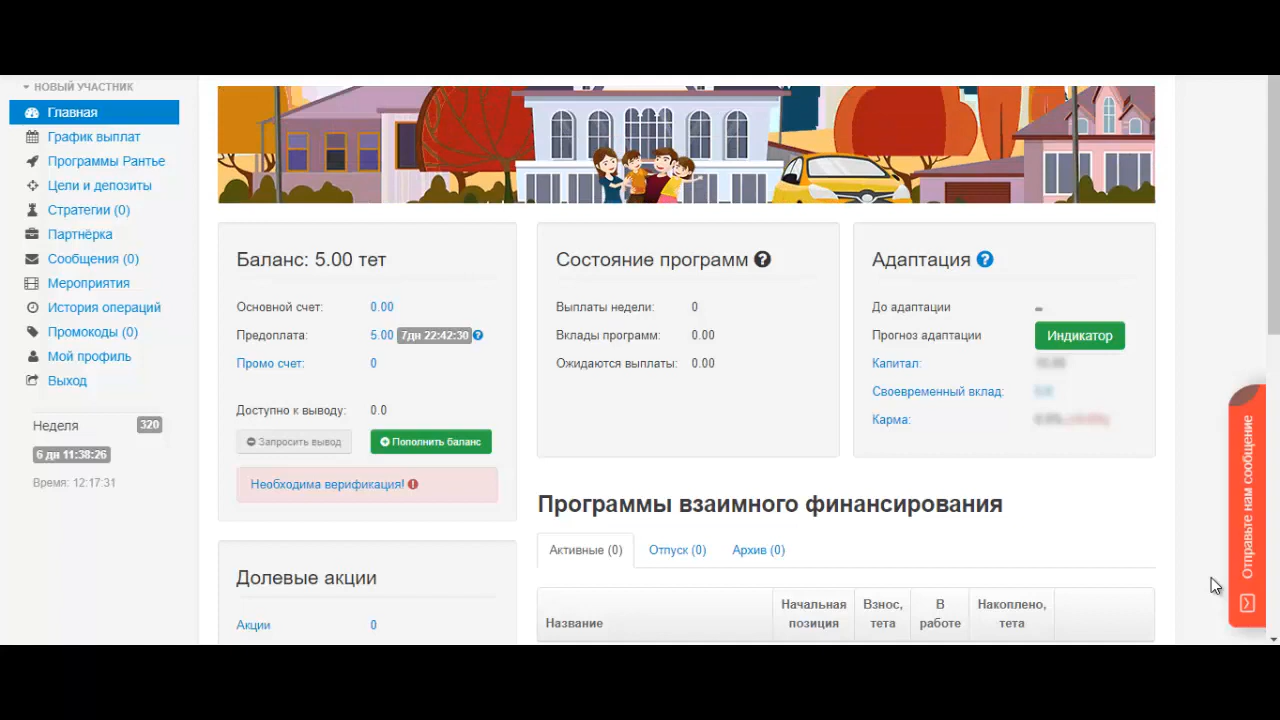 НОВЫЙ УЧАСТНИК
Главная
График выплат
Программы Рантье
Цели и депозиты
Стратегии (0)
Партнёрка
Сообщения (0)
Мероприятия
История операций
Промокоды (0)
Мой профиль
Выход
Неделя 320
6 дн 11:38:26
Время: 12:17:31
Баланс: 5.00 тет
Основной счет: 0.00
Предоплата: 5.00 7дн 22:42:30
Промо счет: 0
Доступно к выводу: 0.0
Запросить вывод Пополнить баланс
Необходима верификация!
Долевые акции
Акции 0
Состояние программ
Выплаты недели: 0
Вклады программ: 0.00
Ожидаются выплаты: 0.00
Адаптация
До адаптации –
Прогноз адаптации Индикатор
Капитал:
Своевременный вклад:
Карма:
Программы взаимного финансирования
Активные (0) Отпуск (0) Архив (0)
Название Начальная позиция Взнос, тета В работе Накоплено, тета
Отправьте нам сообщение